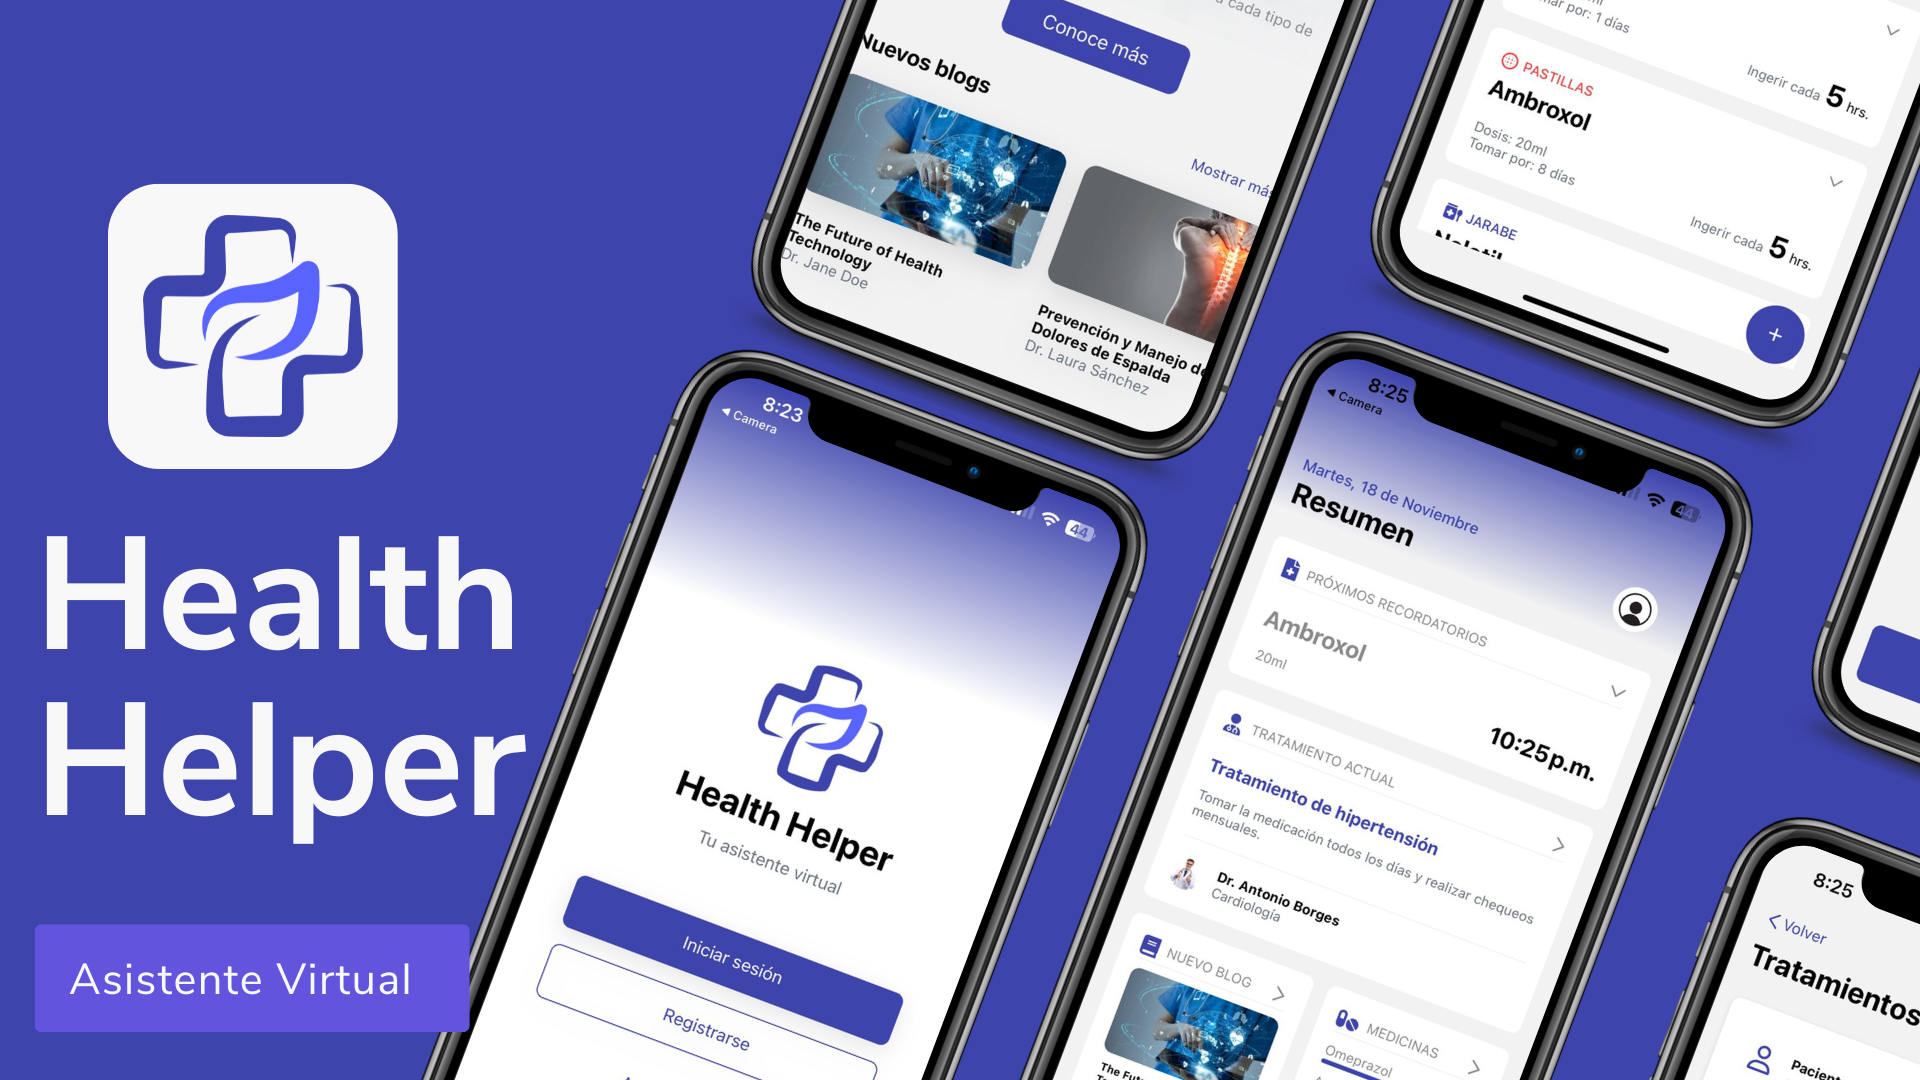 Health
Helper
Asistente Virtual
cada tipo de
Conoce más
Nuevos blogs
Mostrar más
The Future of Health
Technology
Dr. Jane Doe
Prevención y Manejo de
Dolores de Espalda
Dr. Laura Sánchez
por: 1 días
Ingerir cada 5 hrs.
PASTILLAS
Ambroxol
Dosis: 20ml
Tomar por: 8 días
Ingerir cada 5 hrs.
JARABE
+
8:23
Camera
44
Health Helper
Tu asistente virtual
Iniciar sesión
Registrarse
8:25
Camera
44
Martes, 18 de Noviembre
Resumen
PRÓXIMOS RECORDATORIOS
Ambroxol
20ml
10:25p.m.
TRATAMIENTO ACTUAL
Tratamiento de hipertensión
Tomar la medicación todos los días y realizar chequeos
mensuales.
Dr. Antonio Borges
Cardiología
NUEVO BLOG
The
MEDICINAS
Omeprazol
8:25
Volver
Tratamientos